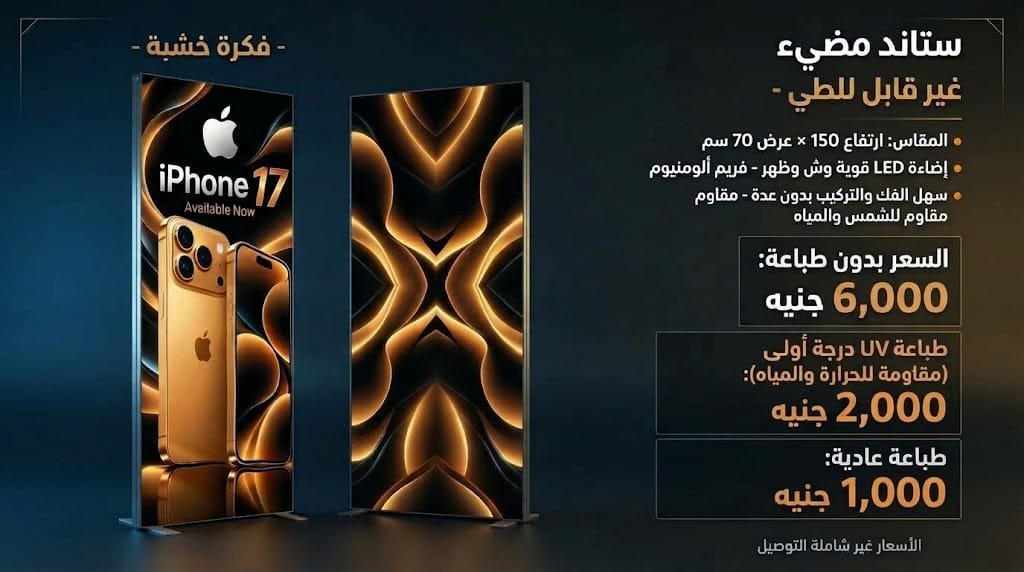 - فكرة خشبة -
iPhone 17
Available Now
ستاند مضيء
غير قابل للطي -
• المقاس: ارتفاع 150 × عرض 70 سم
• إضاءة LED قوية وش وظهر - فريم ألومنيوم
• سهل الفك والتركيب بدون عدة - مقاوم
مقاوم للشمس والمياه
السعر بدون طباعة:
6,000 جنيه
طباعة UV درجة أولى
(مقاومة للحرارة والمياه):
2,000 جنيه
طباعة عادية:
1,000 جنيه
الأسعار غير شاملة التوصيل